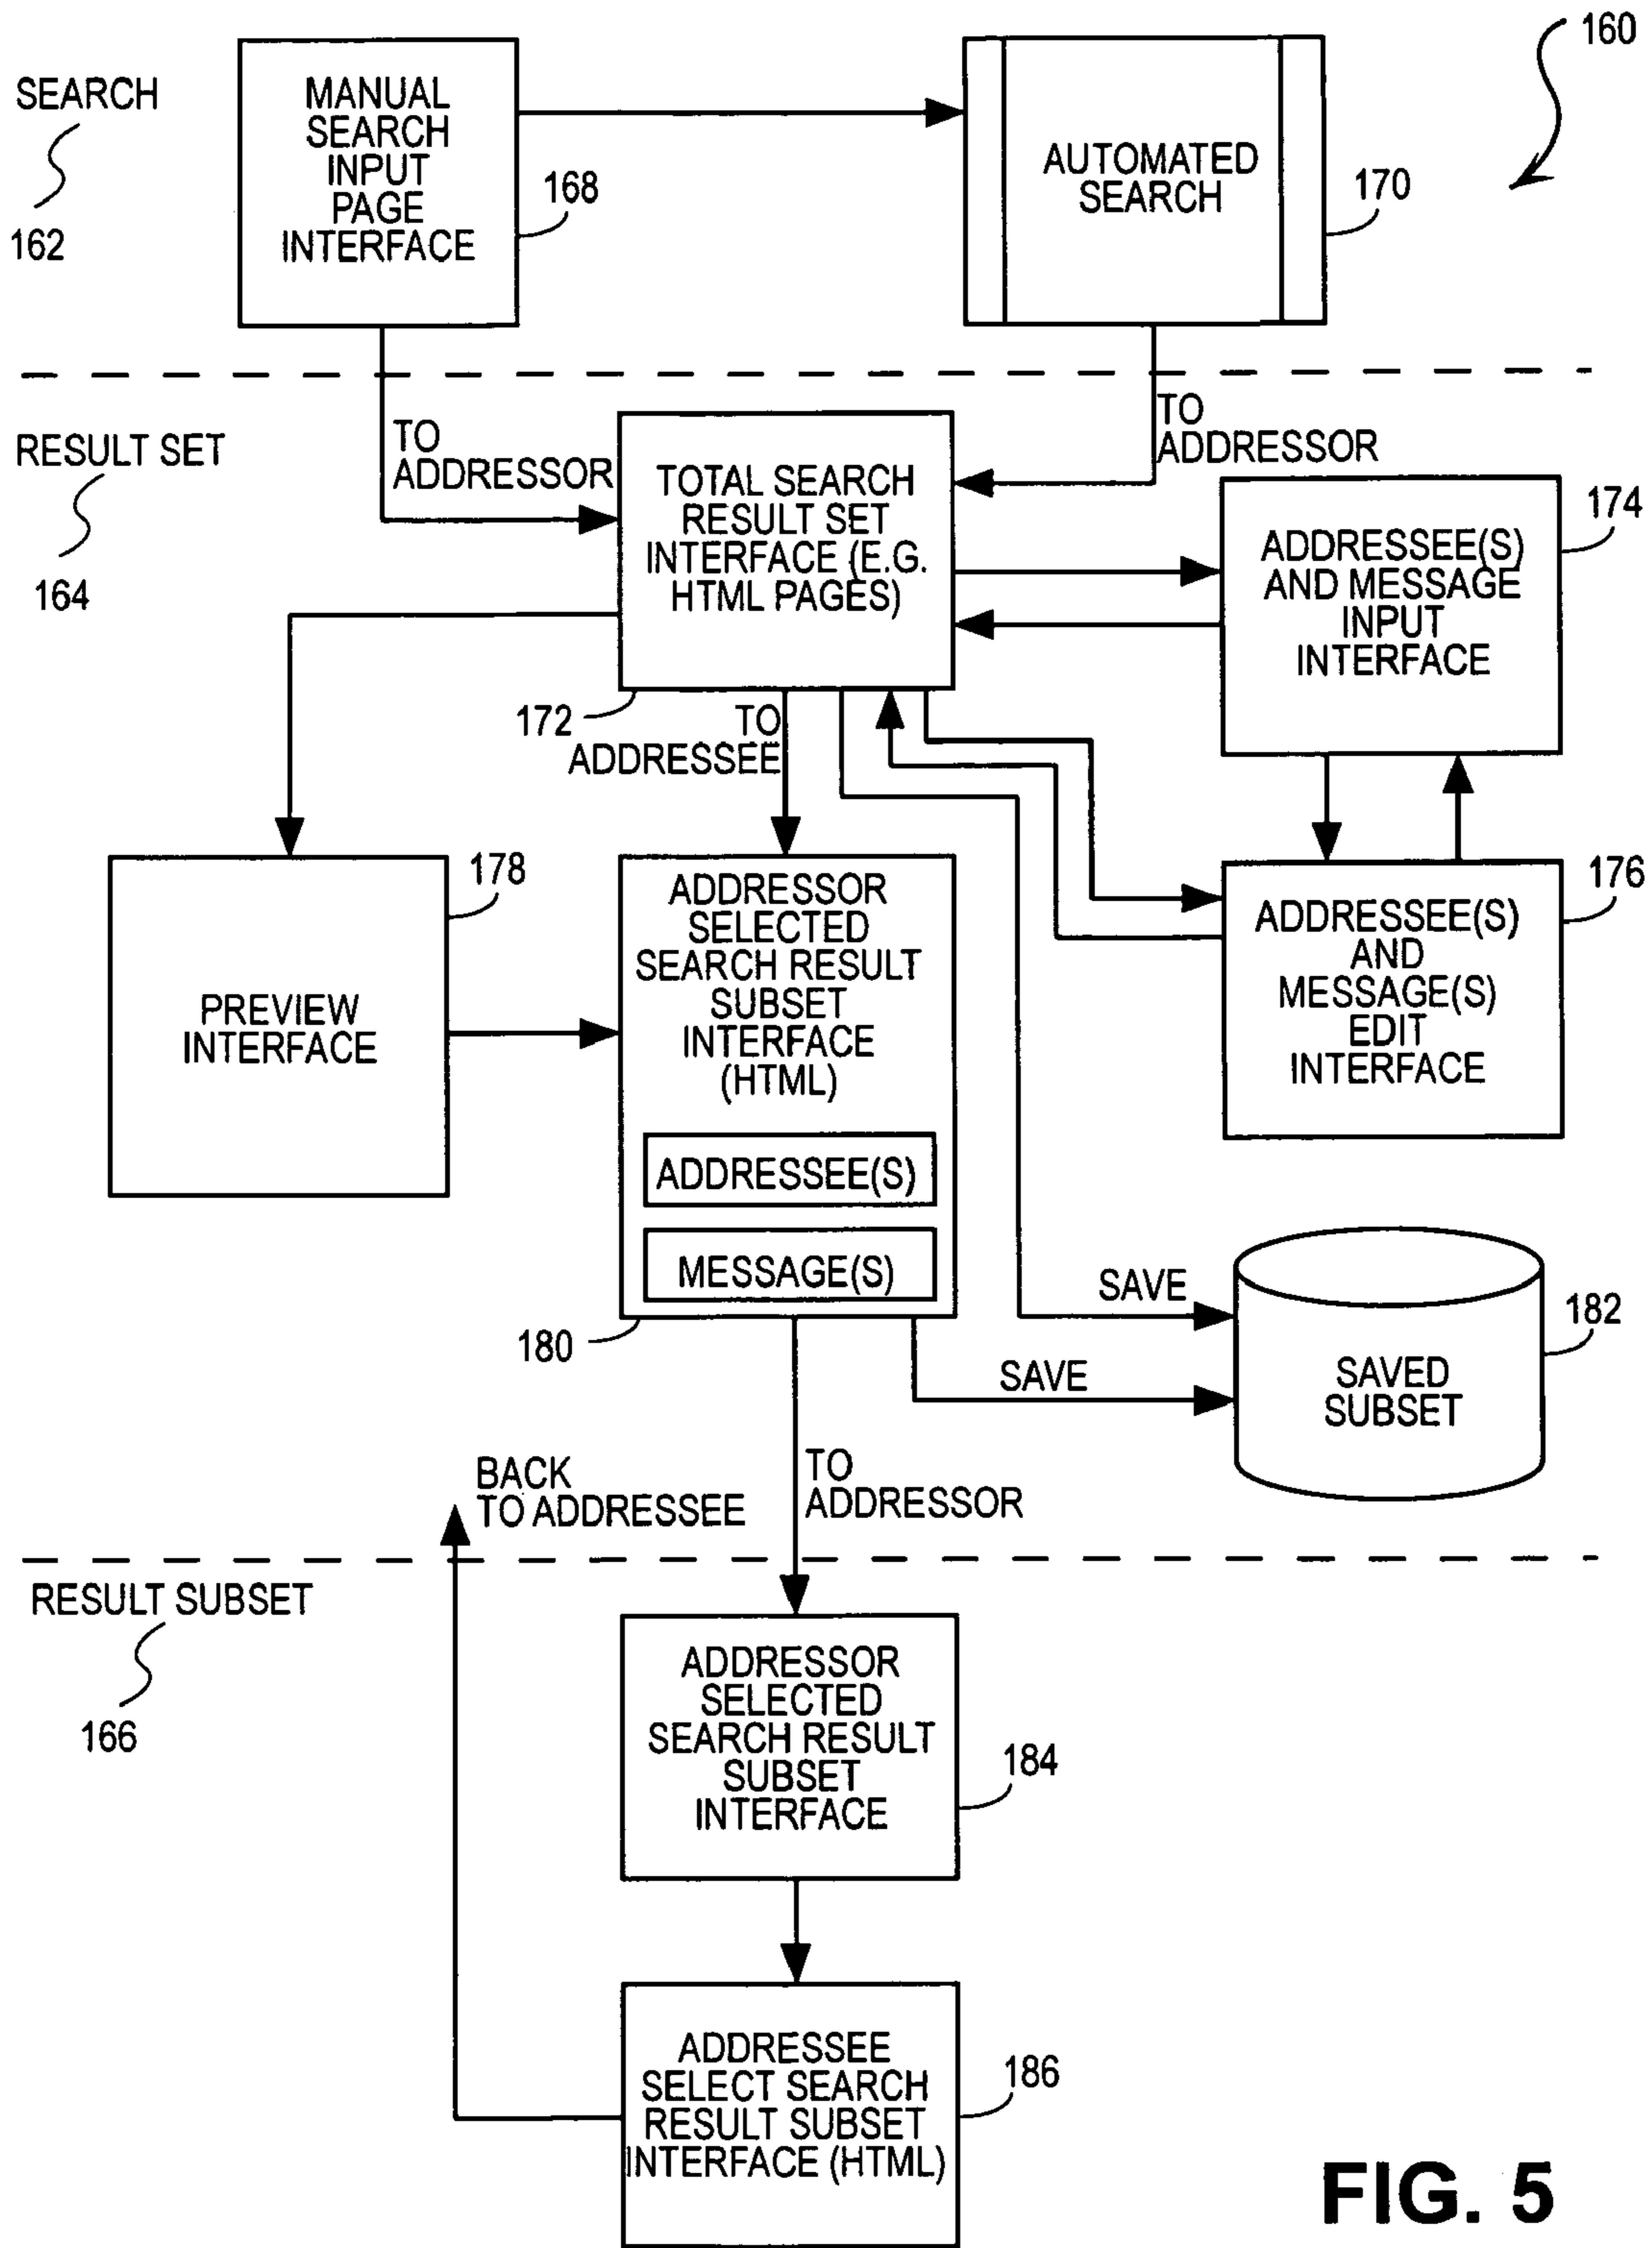 160
SEARCH
162
MANUAL
SEARCH
INPUT
PAGE
INTERFACE
168
AUTOMATED
SEARCH
170
RESULT SET
164
TO
ADDRESSOR
TOTAL SEARCH
RESULT SET
INTERFACE (E.G.
HTML PAGES)
172
TO
ADDRESSOR
ADDRESSEE(S)
AND MESSAGE
INPUT
INTERFACE
174
TO
ADDRESSEE
PREVIEW
INTERFACE
178
ADDRESSOR
SELECTED
SEARCH RESULT
SUBSET
INTERFACE
(HTML)
ADDRESSEE(S)
MESSAGE(S)
180
ADDRESSEE(S)
AND
MESSAGE(S)
EDIT
INTERFACE
176
SAVE
SAVE
SAVED
SUBSET
182
BACK
TO ADDRESSEE
TO
ADDRESSOR
RESULT SUBSET
166
ADDRESSOR
SELECTED
SEARCH RESULT
SUBSET
INTERFACE
184
ADDRESSEE
SELECT SEARCH
RESULT SUBSET
INTERFACE (HTML)
186
FIG. 5